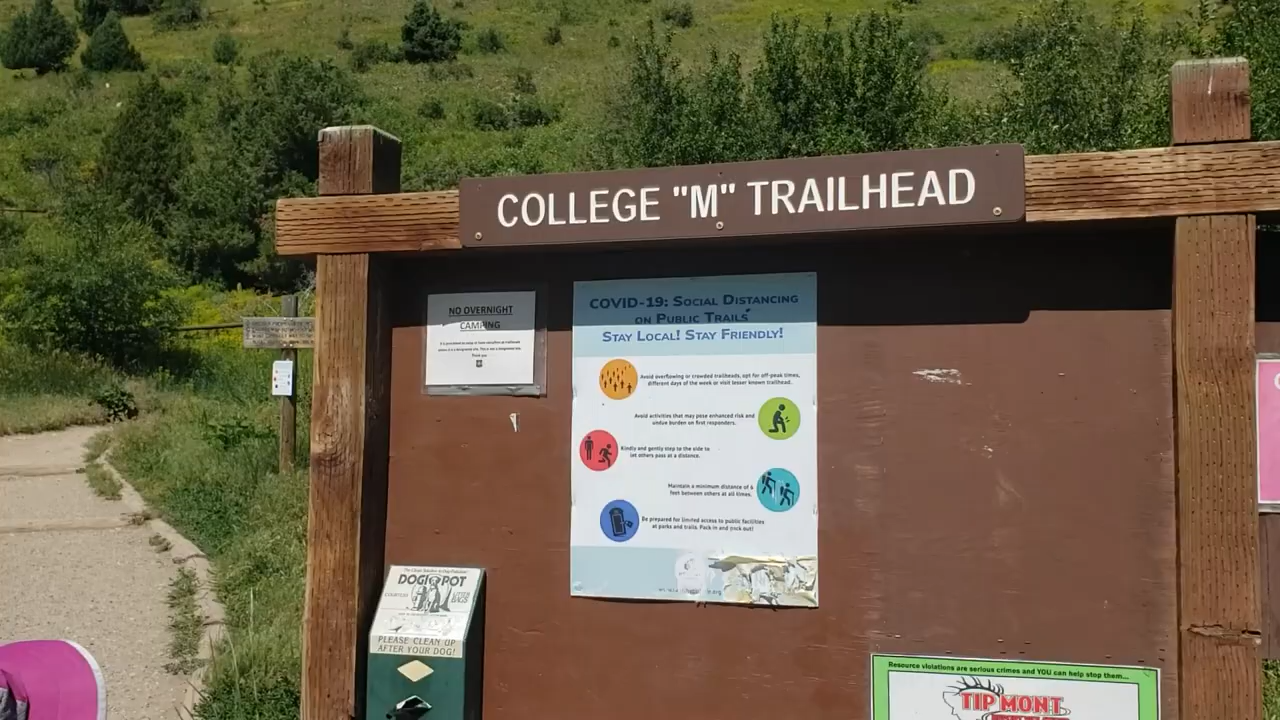 COLLEGE "M" TRAILHEAD
NO OVERNIGHT
CAMPING
Thank you
COVID-19: SOCIAL DISTANCING
ON PUBLIC TRAILS
STAY LOCAL! STAY FRIENDLY!
Avoid overflowing or crowded trailheads, opt for off-peak times,
different days of the week or visit lesser known trailhead.
Avoid activities that may pose enhanced risk and
undue burden on first responders.
Kindly and gently step to the side to
let others pass at a distance.
Maintain a minimum distance of 6
feet between others at all times.
Be prepared for limited access to public facilities
at parks and trails. Pack in and pack out!
DOGIPOT
COURTESY
LITTER
BAGS
PLEASE CLEAN UP
AFTER YOUR DOG!
Resource violations are serious crimes and YOU can help stop them...
TIP MONT